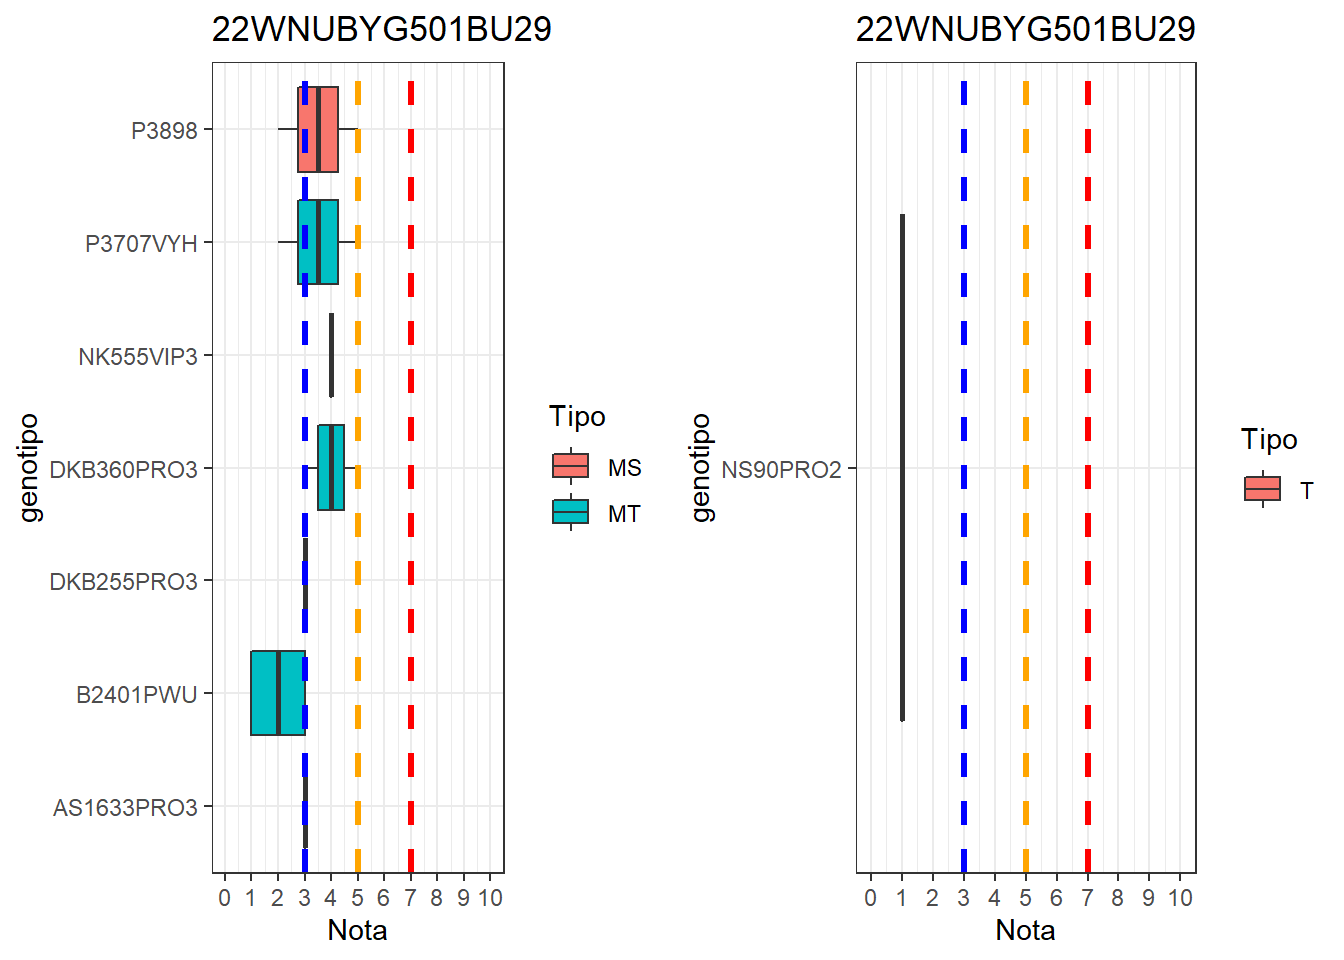 22WNUBYG501BU29
genotipo
P3898
P3707VYH
NK555VIP3
DKB360PRO3
DKB255PRO3
B2401PWU
AS1633PRO3
0 1 2 3 4 5 6 7 8 9 10
Nota
Tipo
MS
MT
22WNUBYG501BU29
genotipo
NS90PRO2
0 1 2 3 4 5 6 7 8 9 10
Nota
Tipo
T